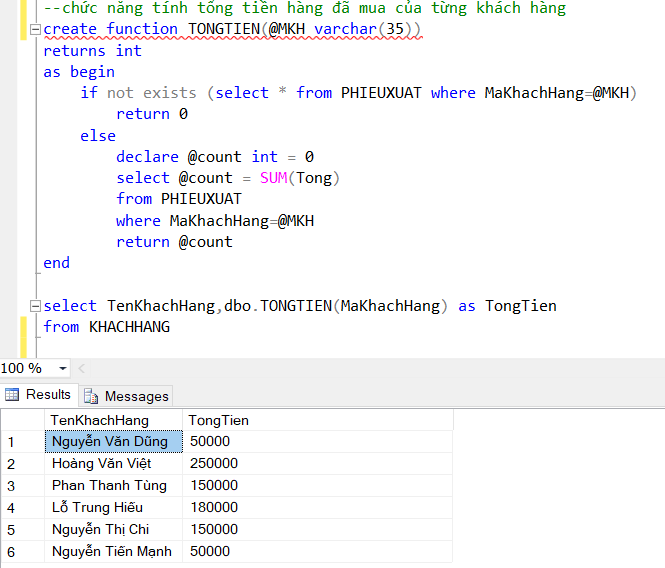 --chức năng tính tổng tiền hàng đã mua của từng khách hàng
create function TONGTIEN(@MKH varchar(35))
returns int
as begin
if not exists (select * from PHIEUXUAT where MaKhachHang=@MKH)
return 0
else
declare @count int = 0
select @count = SUM(Tong)
from PHIEUXUAT
where MaKhachHang=@MKH
return @count
end
select TenKhachHang,dbo.TONGTIEN(MaKhachHang) as TongTien
from KHACHHANG
100 %
Results Messages
TenKhachHang TongTien
1 Nguyễn Văn Dũng 50000
2 Hoàng Văn Việt 250000
3 Phan Thanh Tùng 150000
4 Lỗ Trung Hiếu 180000
5 Nguyễn Thị Chi 150000
6 Nguyễn Tiến Mạnh 50000